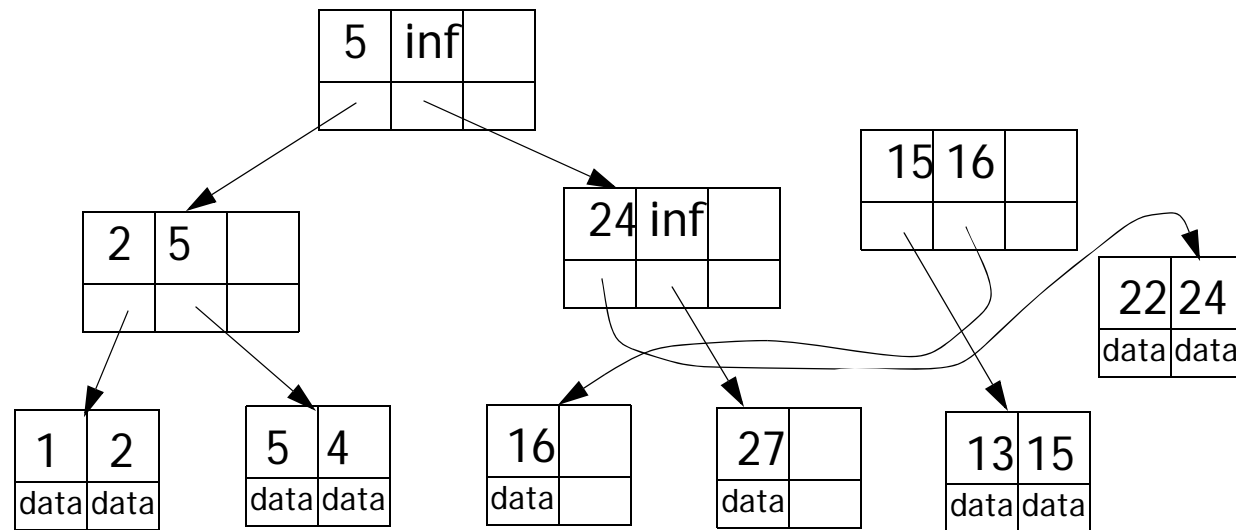 5 inf
15 16
2 5
24 inf
22 24
data data
1 2
data data
5 4
data data
16
data
27
data
13 15
data data